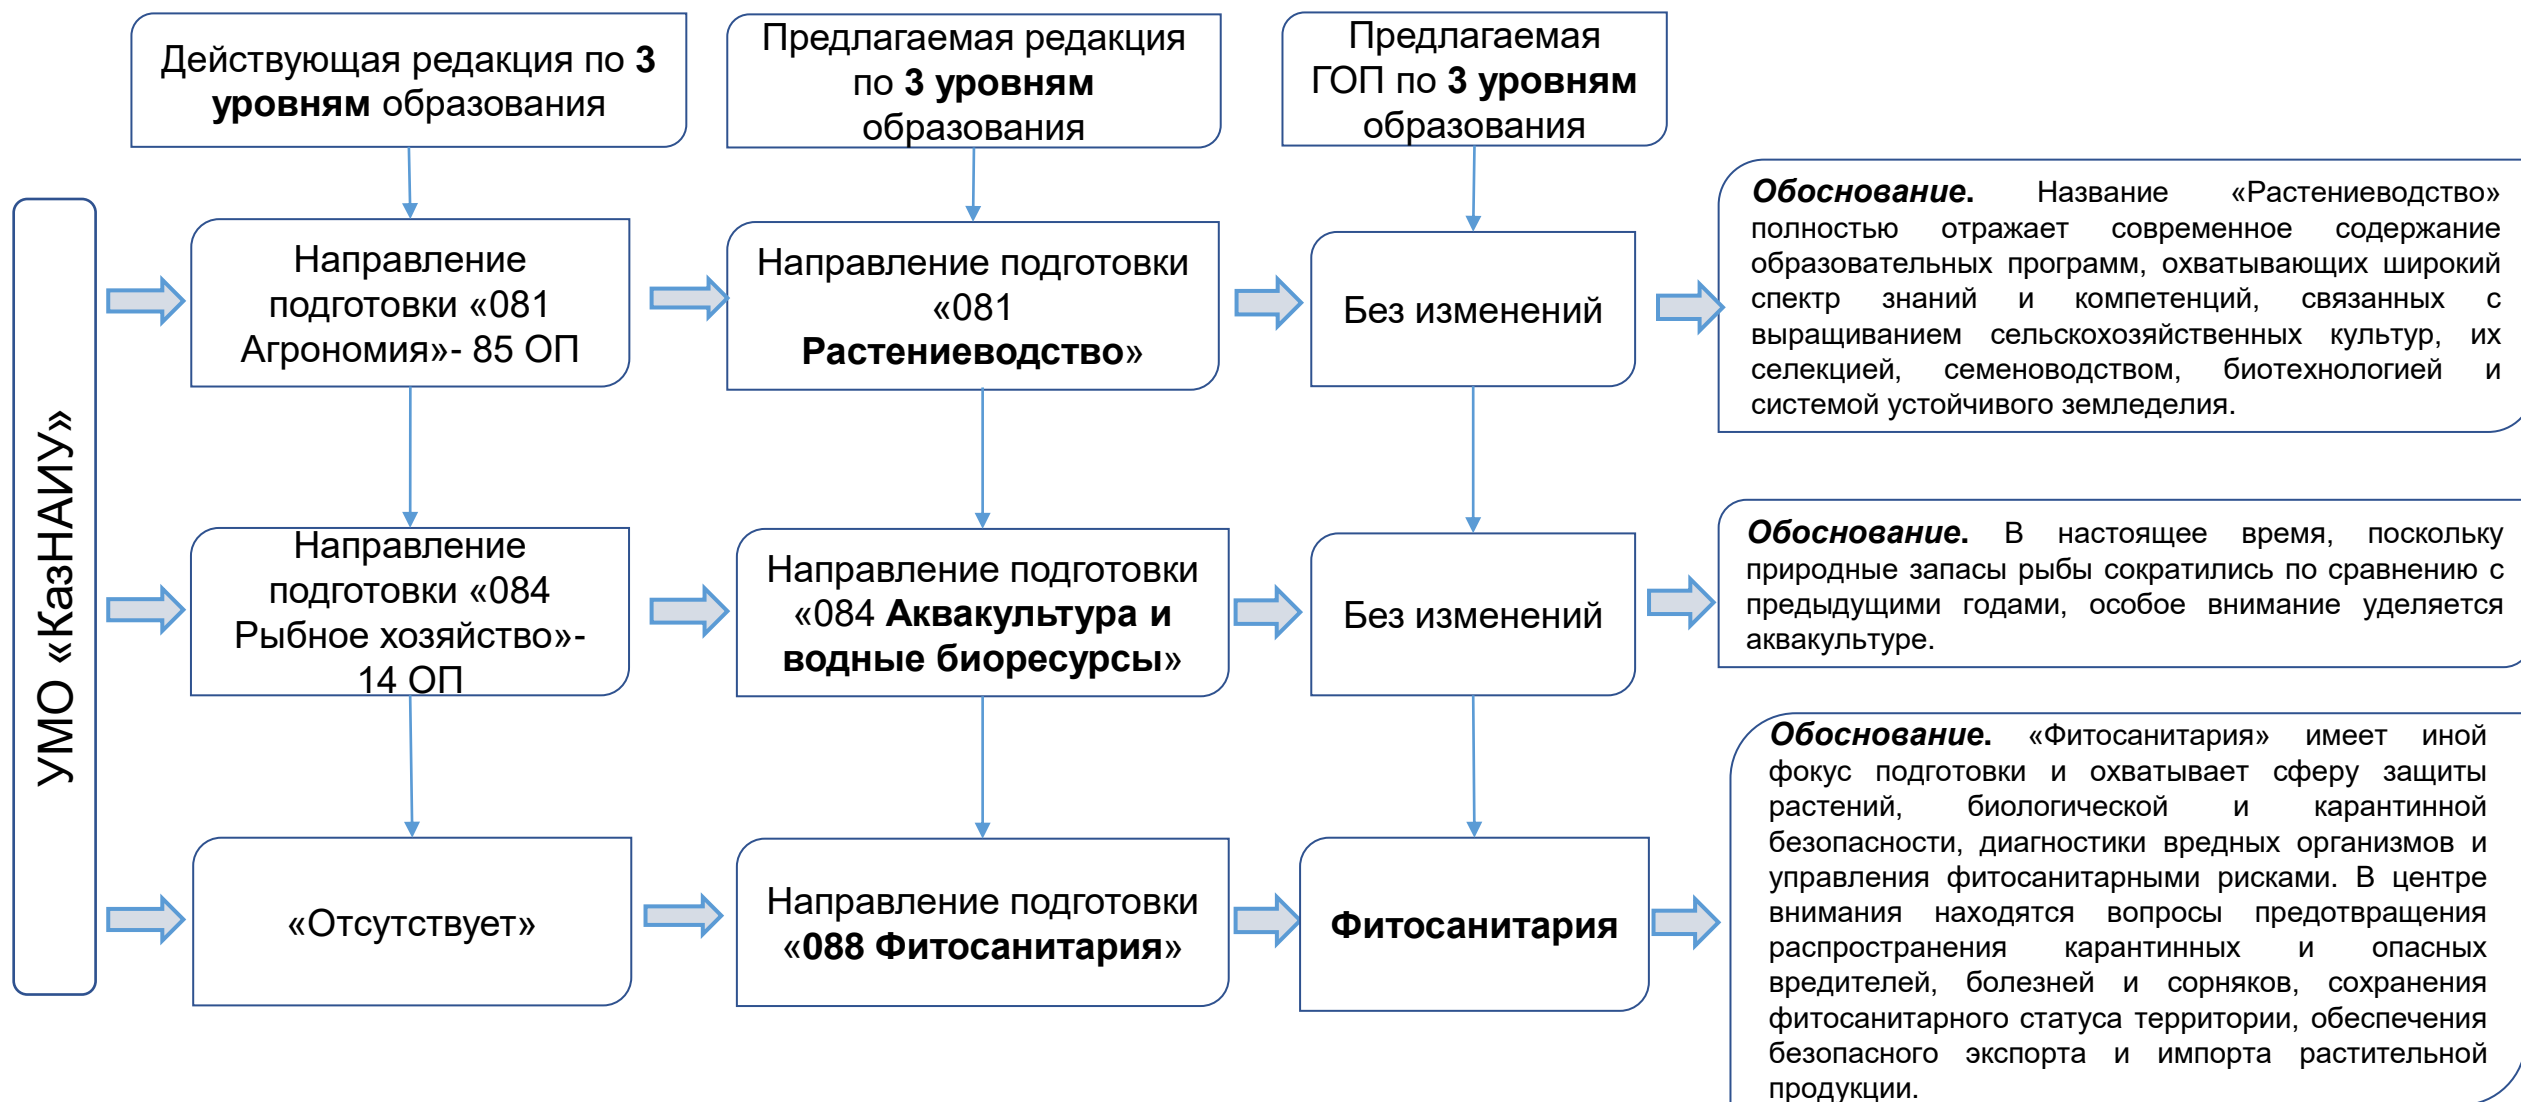 Действующая редакция по 3
уровням образования
Предлагаемая редакция
по 3 уровням
образования
Предлагаемая
ГОП по 3 уровням
образования
УМО «КазНАИУ»
Направление
подготовки «081
Агрономия»- 85 ОП
Направление подготовки
«081
Растениеводство»
Без изменений
Обоснование. Название «Растениеводство»
полностью отражает современное содержание
образовательных программ, охватывающих широкий
спектр знаний и компетенций, связанных с
выращиванием сельскохозяйственных культур, их
селекцией, семеноводством, биотехнологией и
системой устойчивого земледелия.
Направление
подготовки «084
Рыбное хозяйство»-
14 ОП
Направление подготовки
«084 Аквакультура и
водные биоресурсы»
Без изменений
Обоснование. В настоящее время, поскольку
природные запасы рыбы сократились по сравнению с
предыдущими годами, особое внимание уделяется
аквакультуре.
«Отсутствует»
Направление подготовки
«088 Фитосанитария»
Фитосанитария
Обоснование. «Фитосанитария» имеет иной
фокус подготовки и охватывает сферу защиты
растений, биологической и карантинной
безопасности, диагностики вредных организмов и
управления фитосанитарными рисками. В центре
внимания находятся вопросы предотвращения
распространения карантинных и опасных
вредителей, болезней и сорняков, сохранения
фитосанитарного статуса территории, обеспечения
безопасного экспорта и импорта растительной
продукции.